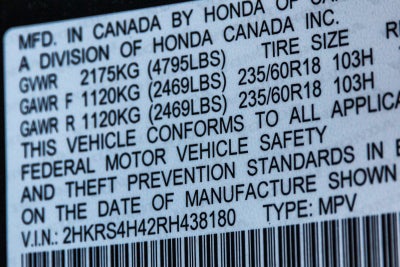 MFD. IN CANADA BY HONDA OF CANADA
A DIVISION OF HONDA CANADA INC.
TIRE SIZE
GVWR 2175KG (4795LBS)
GAWR F 1120KG (2469LBS) 235/60R18 103H
GAWR R 1120KG (2469LBS) 235/60R18 103H
THIS VEHICLE CONFORMS TO ALL APPLICA
FEDERAL MOTOR VEHICLE SAFETY
AND THEFT PREVENTION STANDARDS IN
ON THE DATE OF MANUFACTURE SHOWN
V.I.N.: 2HKRS4H42RH438180 TYPE: MPV